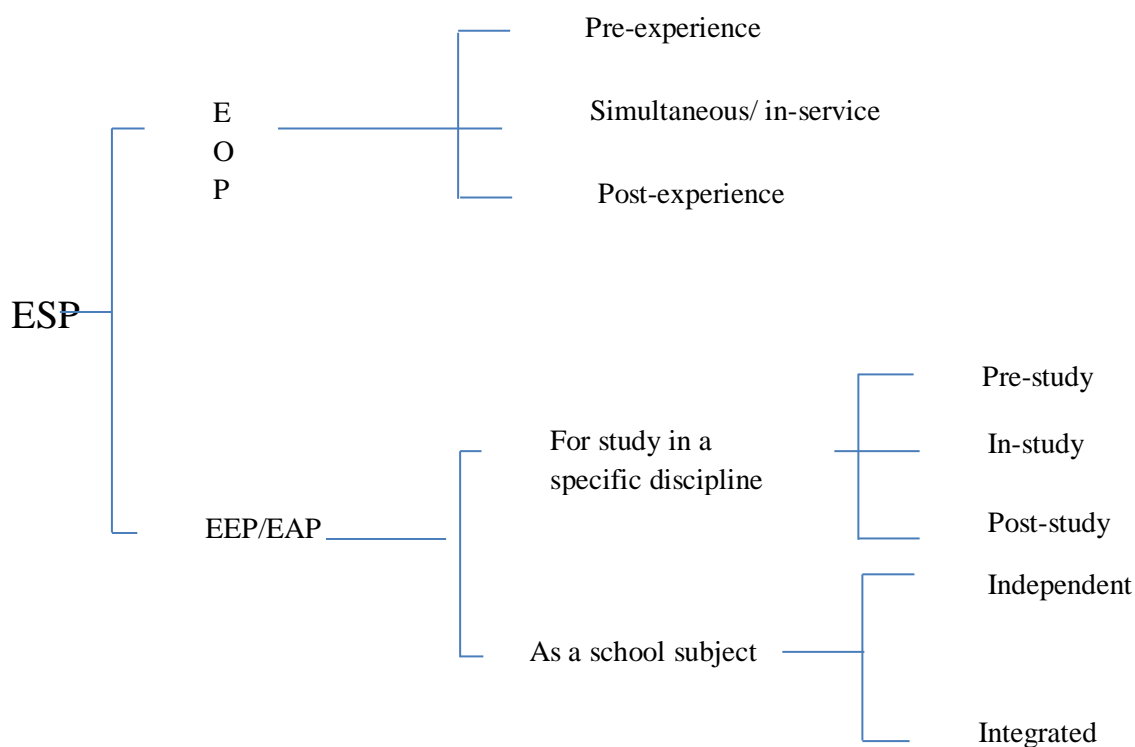 Pre-experience
E
O
P
Simultaneous/ in-service
Post-experience
ESP
EEP/EAP
For study in a
specific discipline
Pre-study
In-study
Post-study
As a school subject
Independent
Integrated